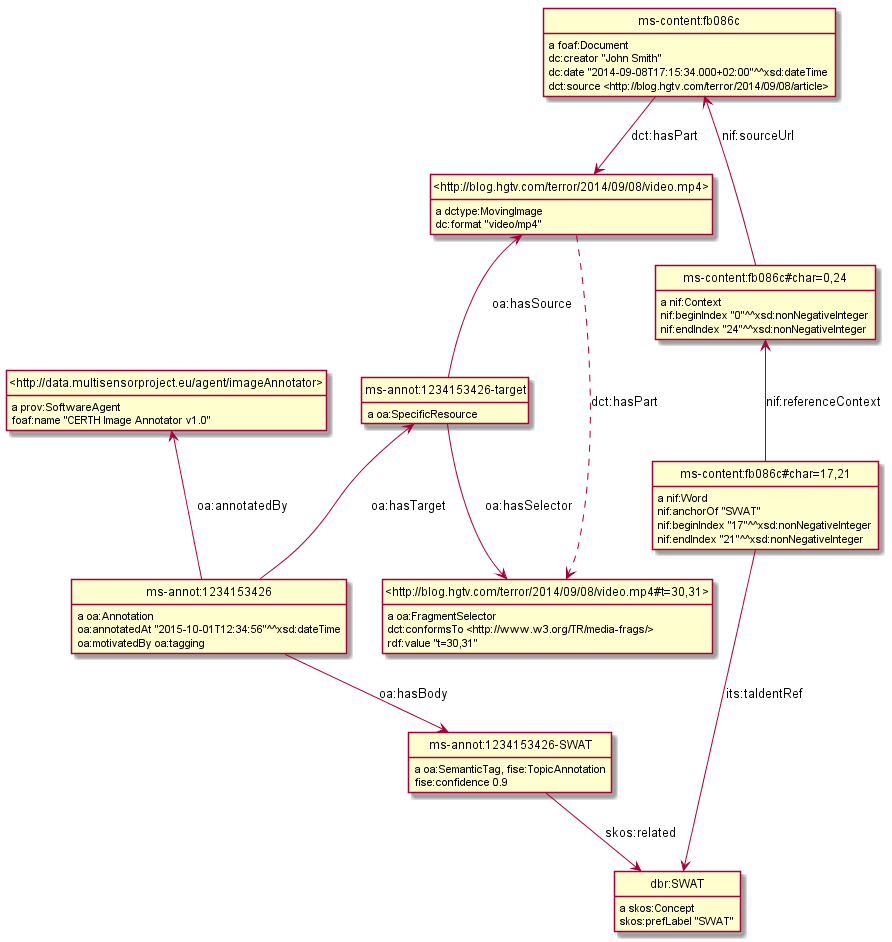 ms-content:fb086c
a foaf:Document
dc:creator "John Smith"
dc:date "2014-09-08T17:15:34.000+02:00"^^xsd:dateTime
dct:source <http://blog.hgtv.com/terror/2014/09/08/article>
dct:hasPart
nif:sourceUrl
<http://blog.hgtv.com/terror/2014/09/08/video.mp4>
a dctype:MovingImage
dc:format "video/mp4"
ms-content:fb086c#char=0,24
a nif:Context
nif:beginIndex "0"^^xsd:nonNegativeInteger
nif:endIndex "24"^^xsd:nonNegativeInteger
oa:hasSource
<http://data.multisensorproject.eu/agent/imageAnnotator>
a prov:SoftwareAgent
foaf:name "CERTH Image Annotator v1.0"
ms-annot:1234153426-target
a oa:SpecificResource
dct:hasPart
nif:referenceContext
ms-content:fb086c#char=17,21
a nif:Word
nif:anchorOf "SWAT"
nif:beginIndex "17"^^xsd:nonNegativeInteger
nif:endIndex "21"^^xsd:nonNegativeInteger
oa:annotatedBy
oa:hasTarget
oa:hasSelector
ms-annot:1234153426
a oa:Annotation
oa:annotatedAt "2015-10-01T12:34:56"^^xsd:dateTime
oa:motivatedBy oa:tagging
<http://blog.hgtv.com/terror/2014/09/08/video.mp4#t=30,31>
a oa:FragmentSelector
dct:conformsTo <http://www.w3.org/TR/media-frags/>
rdf:value "t=30,31"
oa:hasBody
its:taIdentRef
ms-annot:1234153426-SWAT
a oa:SemanticTag, fise:TopicAnnotation
fise:confidence 0.9
skos:related
dbr:SWAT
a skos:Concept
skos:prefLabel "SWAT"